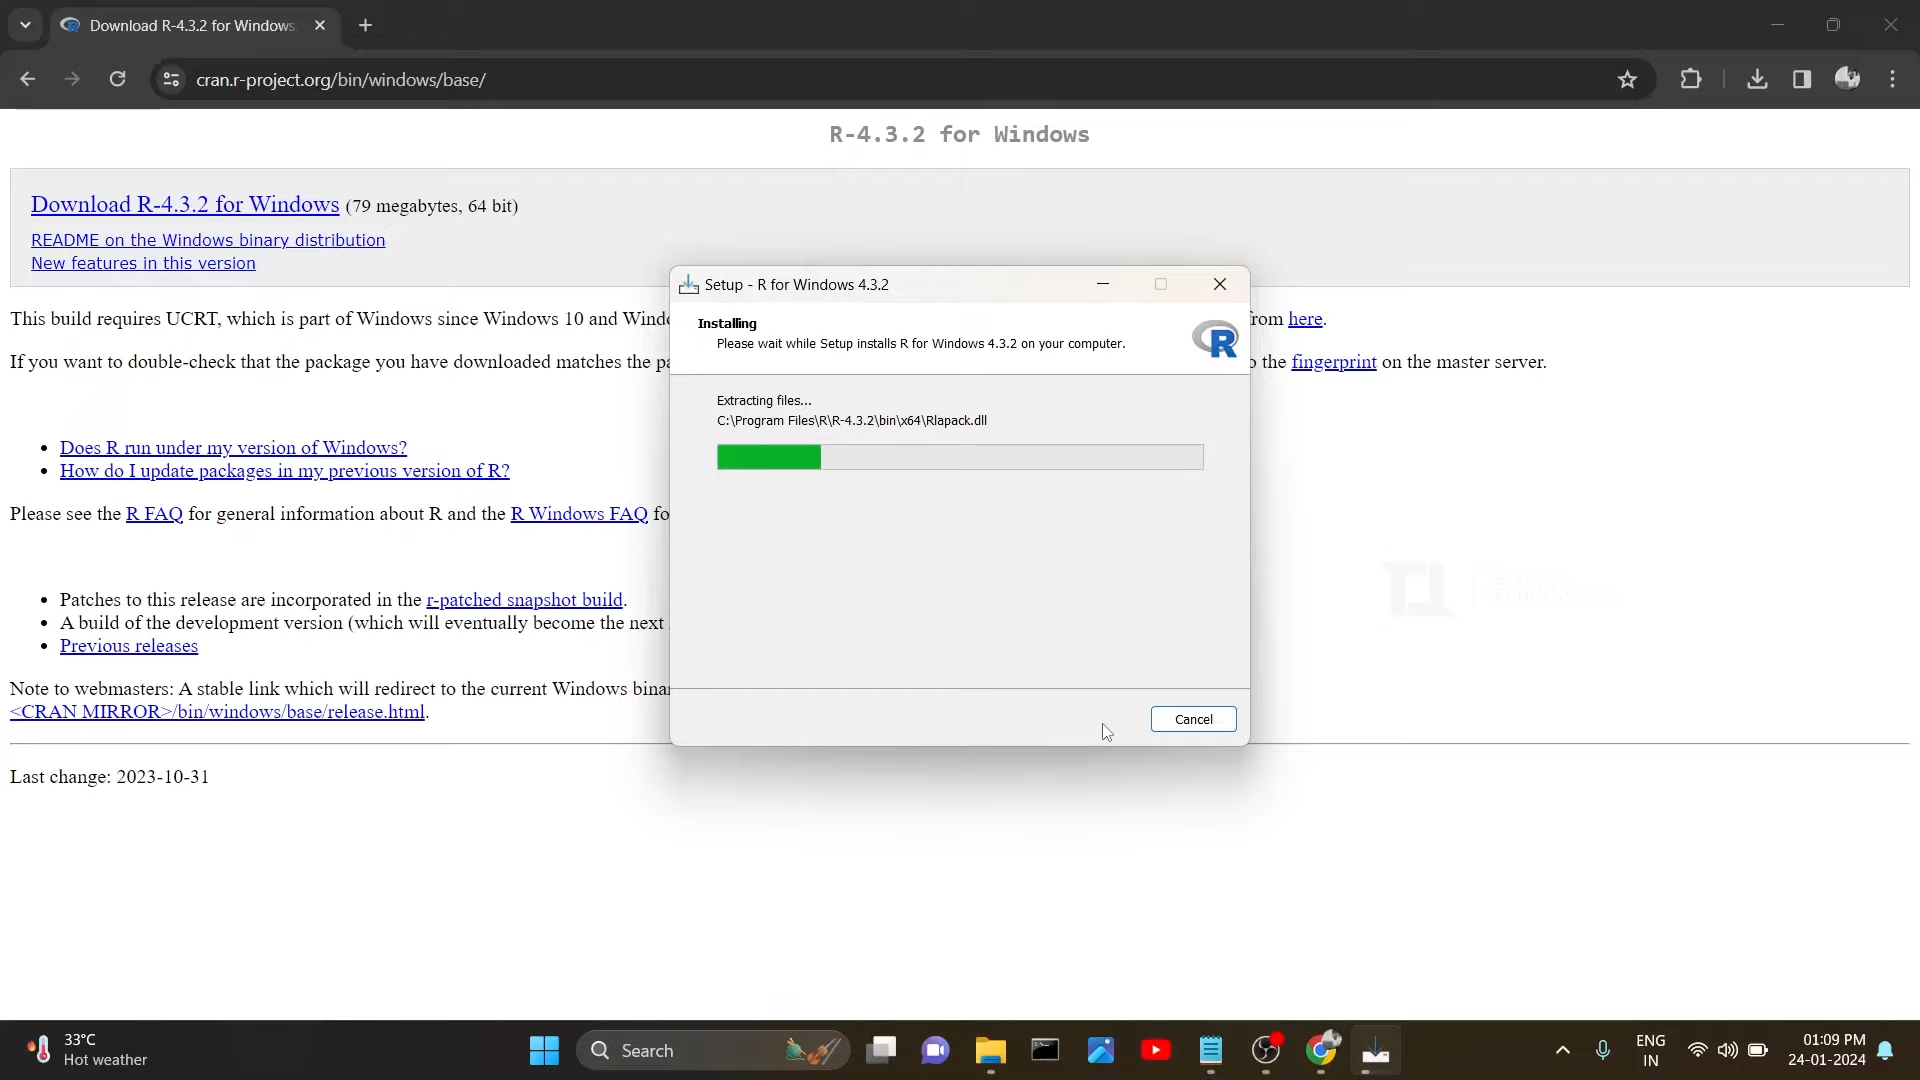 Download R-4.3.2 for Windows.
cran.r-project.org/bin/windows/base/
R-4.3.2 for Windows
Download R-4.3.2 for Windows (79 megabytes, 64 bit)
README on the Windows binary distribution
New features in this version
Setup - R for Windows 4.3.2
Installing
Please wait while Setup installs R for Windows 4.3.2 on your computer.
R
Extracting files...
C:\Program Files\R\R-4.3.2\bin\x64\Rlapack.dll
Cancel
This build requires UCRT, which is part of Windows since Windows 10 and
from here.
If you want to double-check that the package you have downloaded matches the
the fingerprint on the master server.
• Does R run under my version of Windows?
• How do I update packages in my previous version of R?
Please see the R FAQ for general information about R and the R Windows FAQ
• Patches to this release are incorporated in the r-patched snapshot build.
• A build of the development version (which will eventually become the next
• Previous releases
Note to webmasters: A stable link which will redirect to the current Windows
<CRAN MIRROR>/bin/windows/base/release.html.
Last change: 2023-10-31
33°C
Hot weather
Search
ENG
IN
01:09 PM
24-01-2024